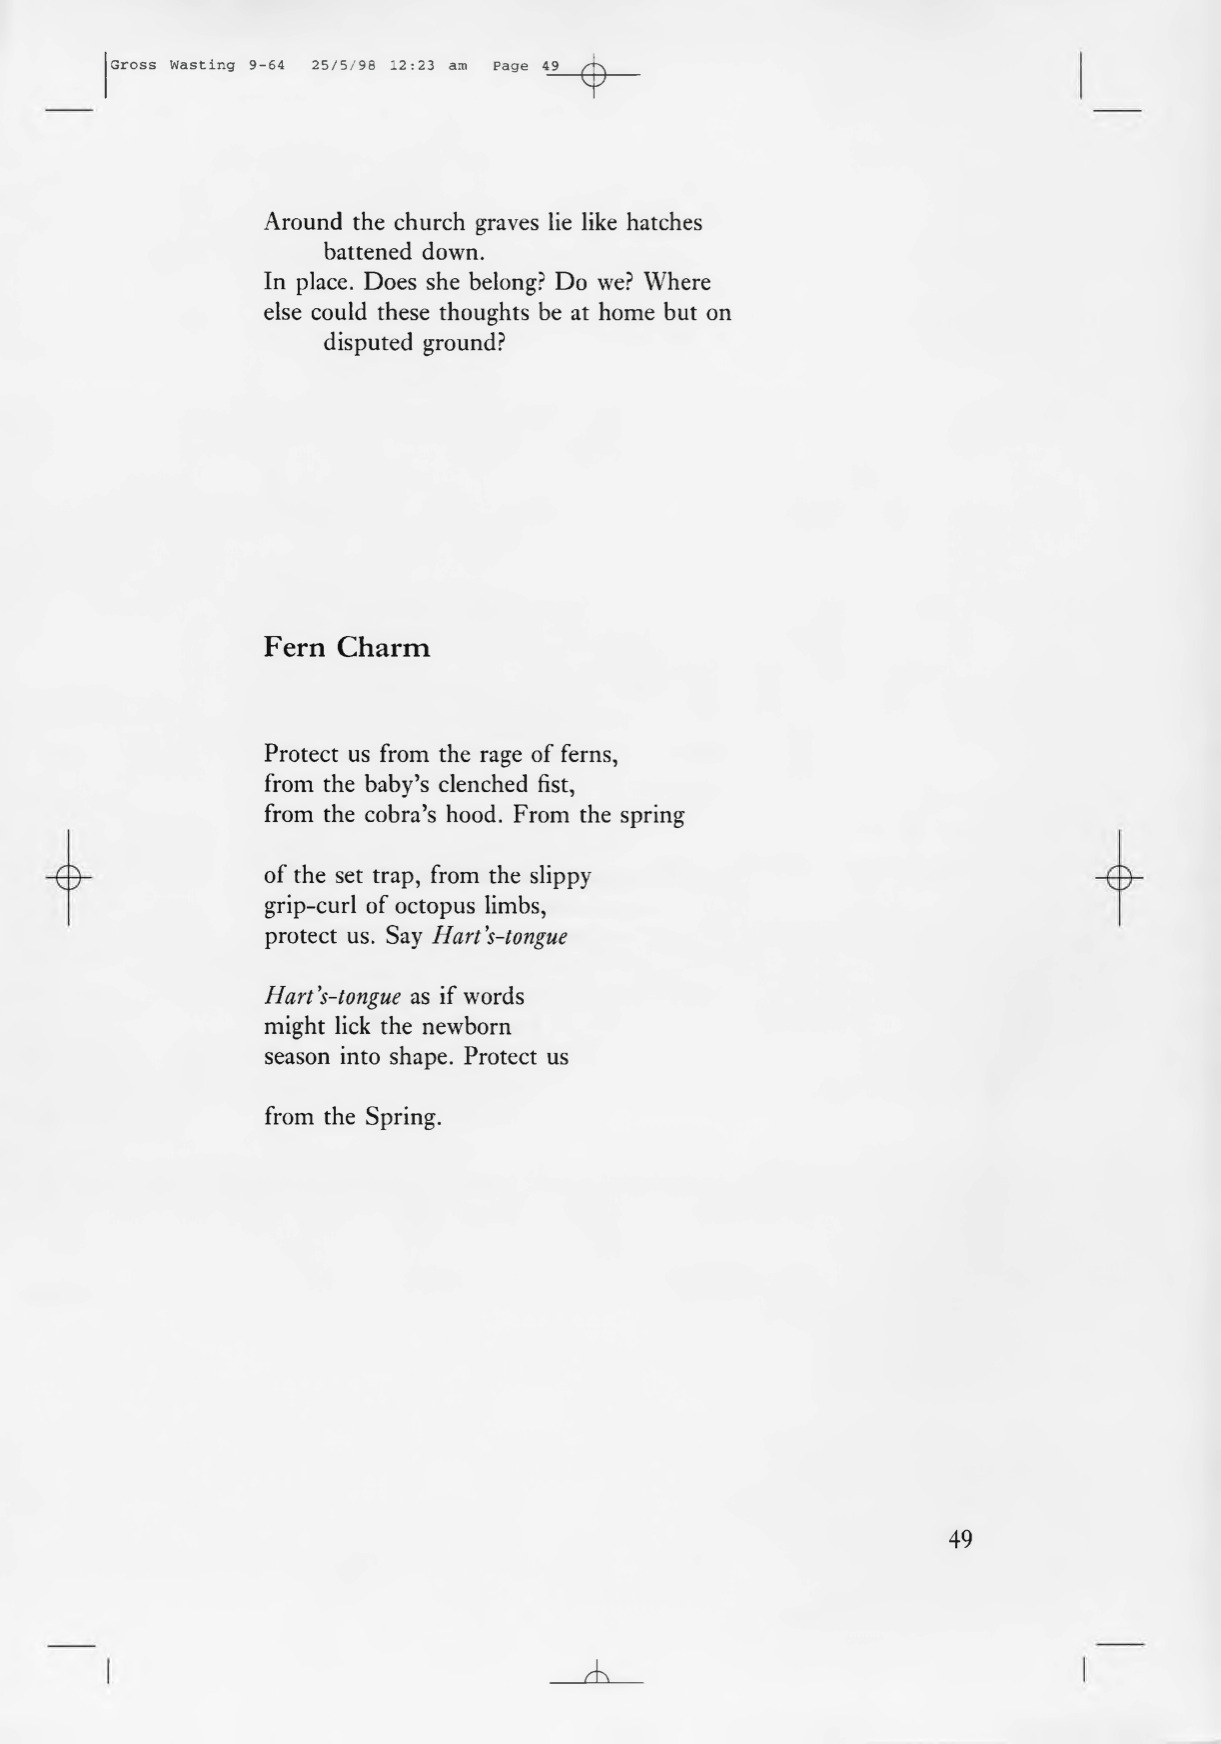 Gross Wasting 9-64 25/5/98 12:23 am Page 49
Around the church graves lie like hatches
battened down.
In place. Does she belong? Do we? Where
else could these thoughts be at home but on
disputed ground?
Fern Charm
Protect us from the rage of ferns,
from the baby's clenched fist,
from the cobra's hood. From the spring
of the set trap, from the slippy
grip-curl of octopus limbs,
protect us. Say Hart's-tongue
Hart's-tongue as if words
might lick the newborn
season into shape. Protect us
from the Spring.
49